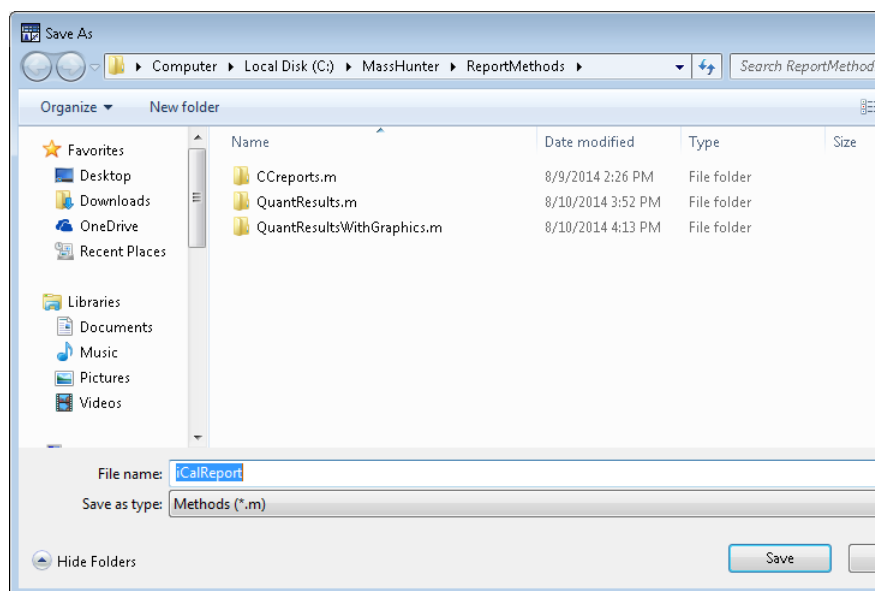 Save As
Computer Local Disk (C:) MassHunter ReportMethods Search ReportMethod
Organize New folder
Name Date modified Type Size
Favorites
Desktop
Downloads
OneDrive
Recent Places
Libraries
Documents
Music
Pictures
Videos
CCreports.m 8/9/2014 2:26 PM File folder
QuantResults.m 8/10/2014 3:52 PM File folder
QuantResultsWithGraphics.m 8/10/2014 4:13 PM File folder
File name: iCalReport
Save as type: Methods (*.m)
Hide Folders Save